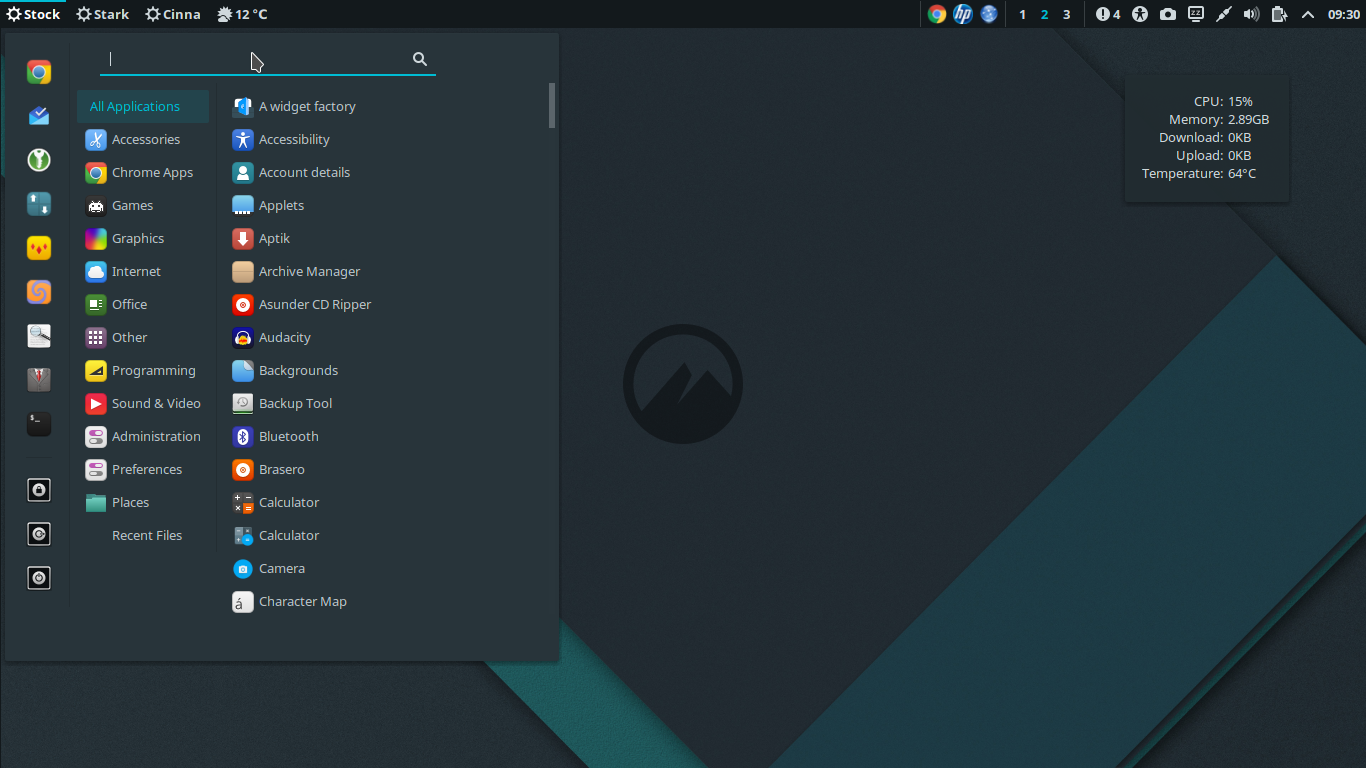 Stock Stark Cinna 12 °C 1 2 3 4 09:30
All Applications
Accessories
Chrome Apps
Games
Graphics
Internet
Office
Other
Programming
Sound & Video
Administration
Preferences
Places
Recent Files
A widget factory
Accessibility
Account details
Applets
Aptik
Archive Manager
Asunder CD Ripper
Audacity
Backgrounds
Backup Tool
Bluetooth
Brasero
Calculator
Calculator
Camera
Character Map
CPU: 15%
Memory: 2.89GB
Download: 0KB
Upload: 0KB
Temperature: 64°C